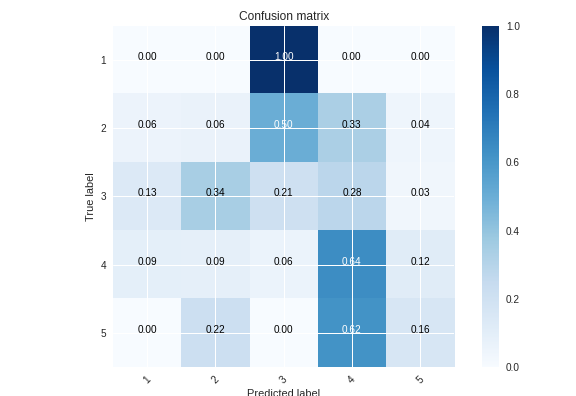 Confusion matrix
1 0.00 0.00 1.00 0.00 0.00
2 0.06 0.06 0.50 0.33 0.04
3 0.13 0.34 0.21 0.28 0.03
4 0.09 0.09 0.06 0.64 0.12
5 0.00 0.22 0.00 0.62 0.16
True label
1 2 3 4 5
Predicted label
1.0
0.8
0.6
0.4
0.2
0.0